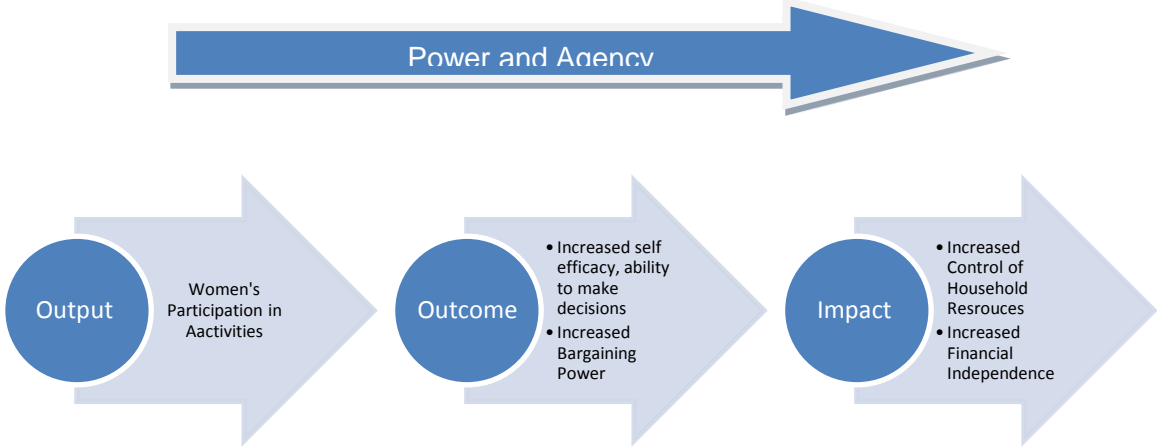 Power and Agency
Output
Women's
Participation in
Aactivities
Outcome
• Increased self
efficacy, ability
to make
decisions
• Increased
Bargaining
Power
Impact
• Increased
Control of
Household
Resrouces
• Increased
Financial
Independence